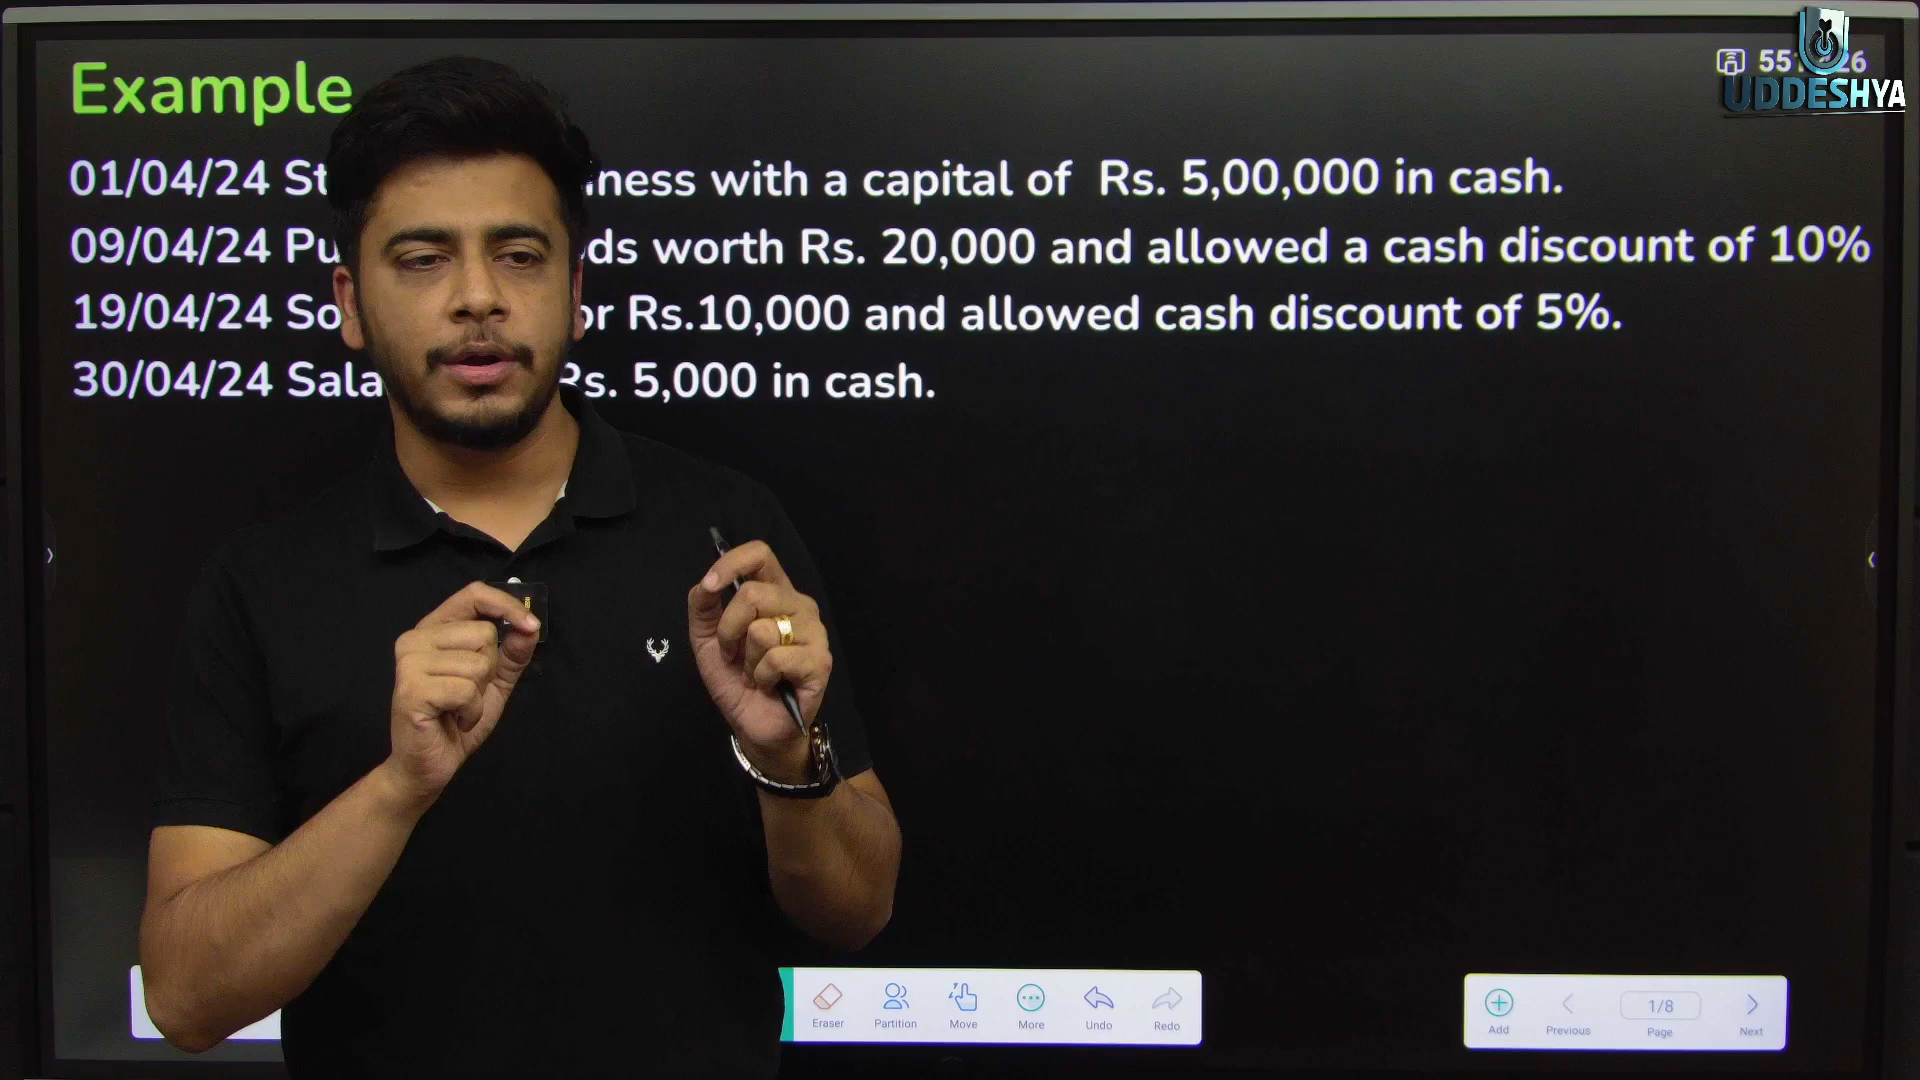 Example
UDDESHYA
01/04/24 St ness with a capital of Rs. 5,00,000 in cash.
09/04/24 Pu ds worth Rs. 20,000 and allowed a cash discount of 10%
19/04/24 So or Rs.10,000 and allowed cash discount of 5%.
30/04/24 Sala Rs. 5,000 in cash.
Eraser Partition Move More Undo Redo
Add Previous 1/8 Page Next